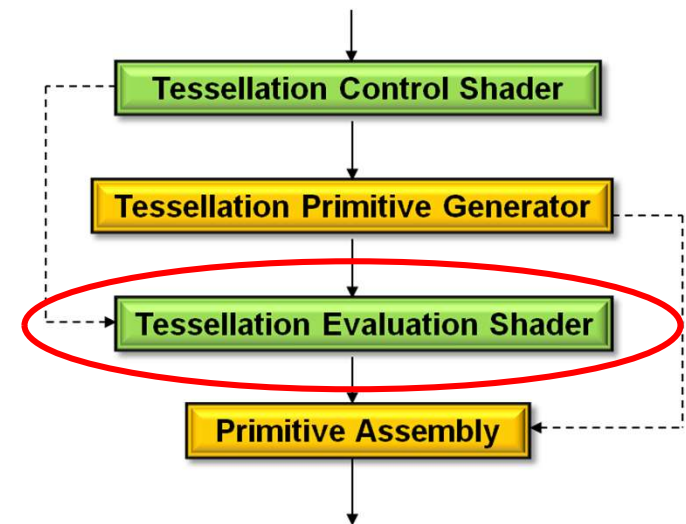 Tessellation Control Shader
Tessellation Primitive Generator
Tessellation Evaluation Shader
Primitive Assembly